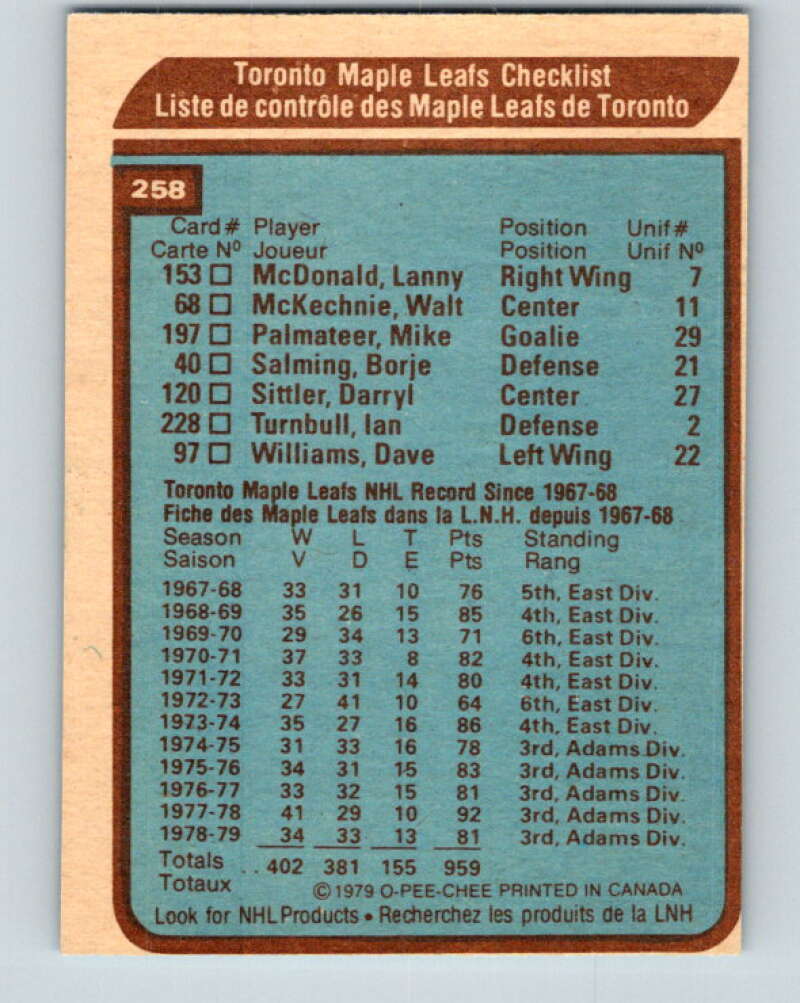 Toronto Maple Leafs Checklist
Liste de contrôle des Maple Leafs de Toronto
258
Card # Player Position Unif #
Carte Nº Joueur Position Unif Nº
153 □ McDonald, Lanny Right Wing 7
68 □ McKechnie, Walt Center 11
197 □ Palmateer, Mike Goalie 29
40 □ Salming, Borje Defense 21
120 □ Sittler, Darryl Center 27
228 □ Turnbull, Ian Defense 2
97 □ Williams, Dave Left Wing 22
Toronto Maple Leafs NHL Record Since 1967-68
Fiche des Maple Leafs dans la L.N.H. depuis 1967-68
Season W L T Pts Standing
Saison V D E Pts Rang
1967-68 33 31 10 76 5th, East Div.
1968-69 35 26 15 85 4th, East Div.
1969-70 29 34 13 71 6th, East Div.
1970-71 37 33 8 82 4th, East Div.
1971-72 33 31 14 80 4th, East Div.
1972-73 27 41 10 64 6th, East Div.
1973-74 35 27 16 86 4th, East Div.
1974-75 31 33 16 78 3rd, Adams Div.
1975-76 34 31 15 83 3rd, Adams Div.
1976-77 33 32 15 81 3rd, Adams Div.
1977-78 41 29 10 92 3rd, Adams Div.
1978-79 34 33 13 81 3rd, Adams Div.
Totals .. 402 381 155 959
Totaux
© 1979 O-PEE-CHEE PRINTED IN CANADA
Look for NHL Products • Recherchez les produits de la LNH